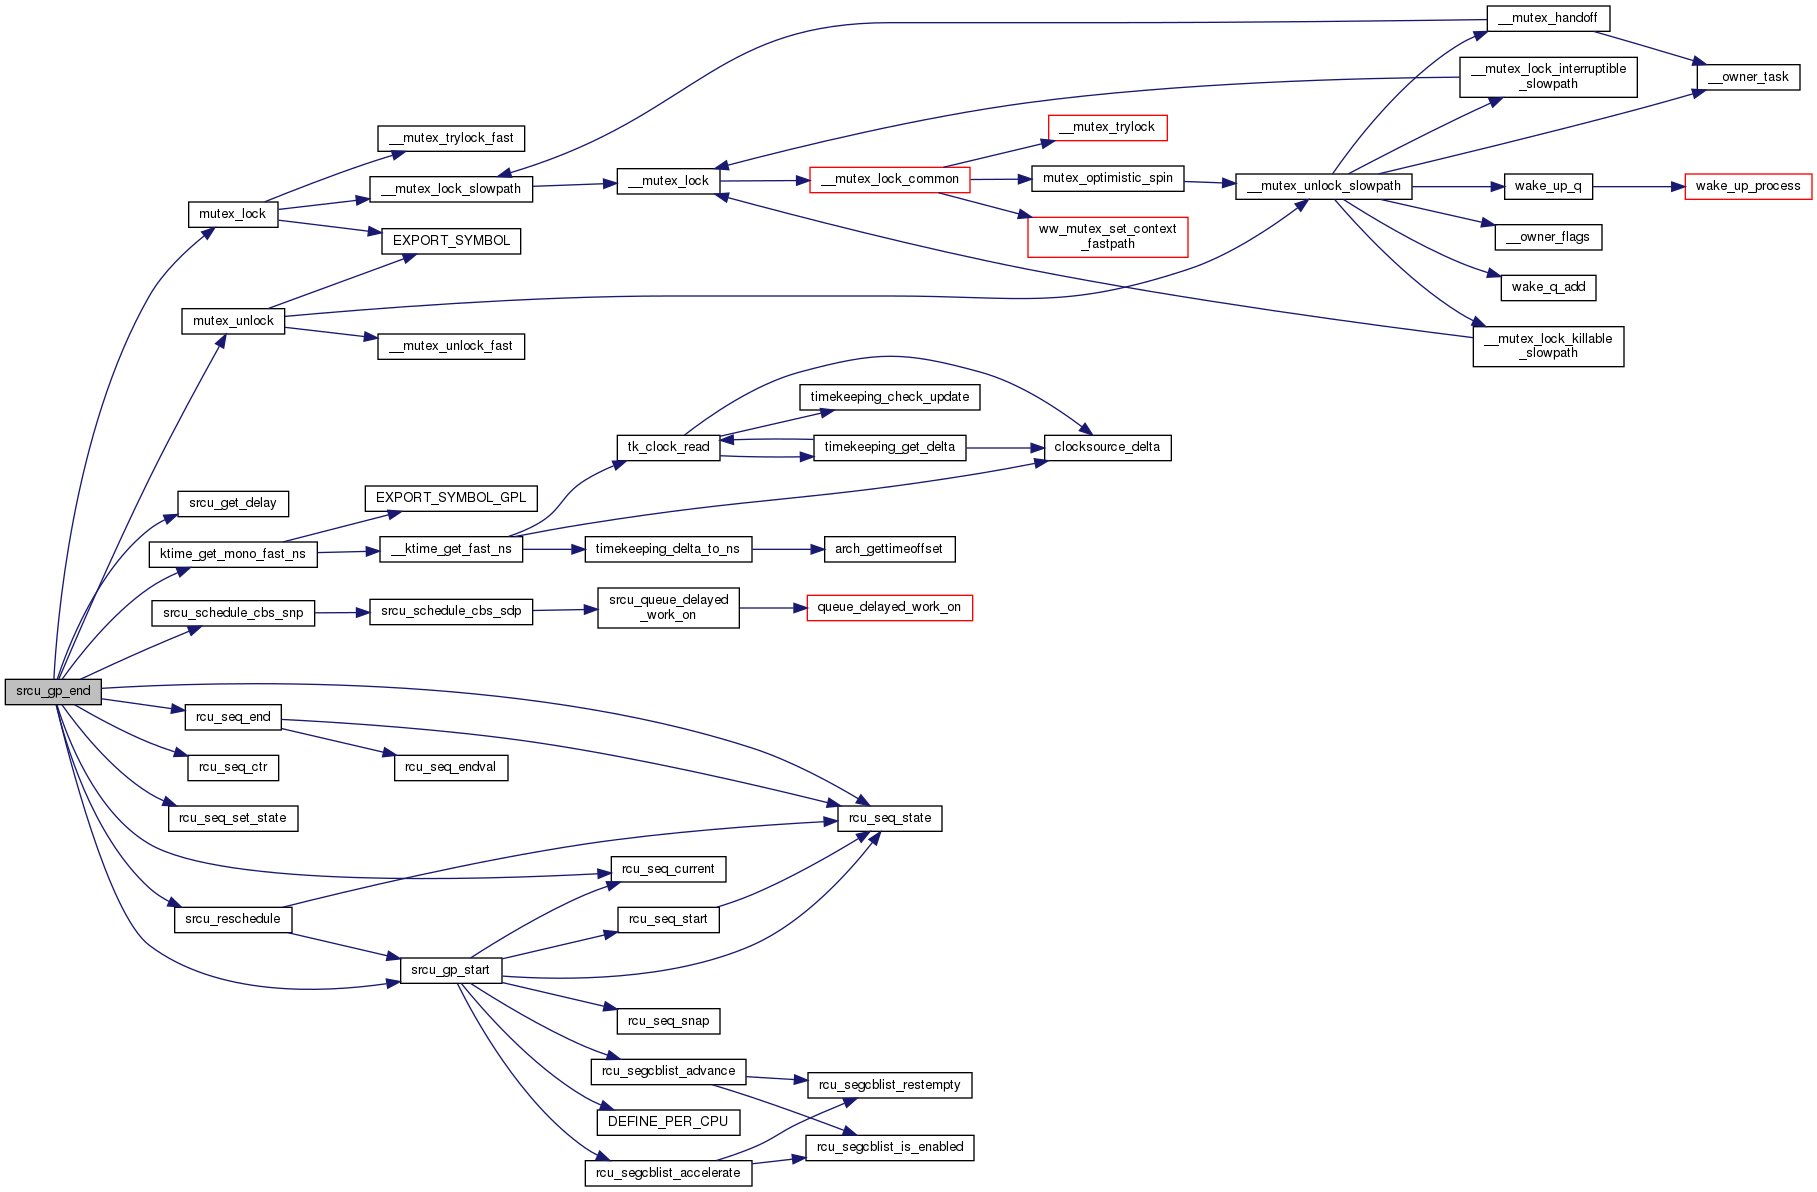 __mutex_handoff
__mutex_lock_interruptible
_slowpath
__owner_task
__mutex_trylock_fast
__mutex_trylock
__mutex_lock_slowpath
__mutex_lock
__mutex_lock_common
mutex_optimistic_spin
__mutex_unlock_slowpath
wake_up_q
wake_up_process
mutex_lock
EXPORT_SYMBOL
ww_mutex_set_context
_fastpath
__owner_flags
wake_q_add
mutex_unlock
__mutex_unlock_fast
__mutex_lock_killable
_slowpath
timekeeping_check_update
tk_clock_read
timekeeping_get_delta
clocksource_delta
srcu_get_delay
EXPORT_SYMBOL_GPL
ktime_get_mono_fast_ns
__ktime_get_fast_ns
timekeeping_delta_to_ns
arch_gettimeoffset
srcu_schedule_cbs_snp
srcu_schedule_cbs_sdp
srcu_queue_delayed
_work_on
queue_delayed_work_on
srcu_gp_end
rcu_seq_end
rcu_seq_ctr
rcu_seq_endval
rcu_seq_set_state
rcu_seq_state
rcu_seq_current
srcu_reschedule
rcu_seq_start
srcu_gp_start
rcu_seq_snap
rcu_segcblist_advance
rcu_segcblist_restempty
DEFINE_PER_CPU
rcu_segcblist_is_enabled
rcu_segcblist_accelerate